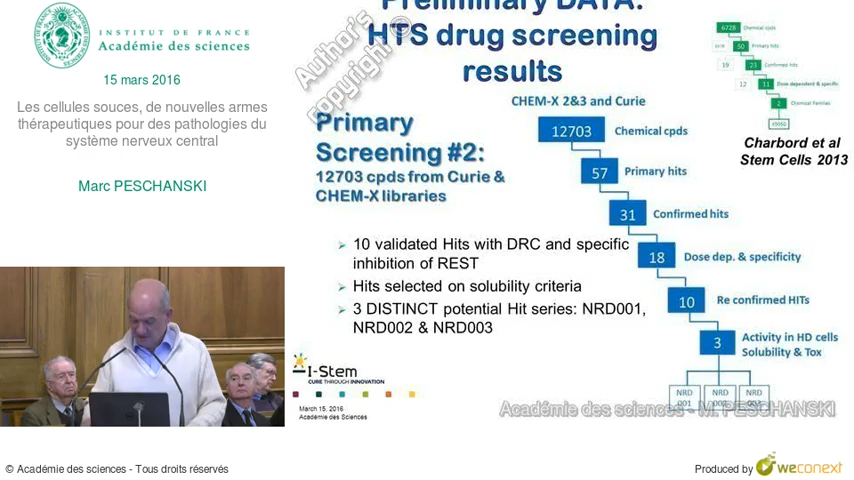 INSTITUT DE FRANCE
Académie des sciences
15 mars 2016
Les cellules souces, de nouvelles armes
thérapeutiques pour des pathologies du
système nerveux central
Marc PESCHANSKI
Preliminary DATA:
HTS drug screening
results
Author's
copyright ©
Primary
Screening #2:
12703 cpds from Curie &
CHEM-X libraries
CHEM-X 2&3 and Curie
12703 Chemical cpds
57 Primary hits
31 Confirmed hits
18 Dose dep. & specificity
10 Re confirmed HITs
3 Activity in HD cells
Solubility & Tox
NRD NRD NRD
001 002 003
10 validated Hits with DRC and specific
inhibition of REST
Hits selected on solubility criteria
3 DISTINCT potential Hit series: NRD001,
NRD002 & NRD003
6728 Chemical cpds
50 Primary hits
19 23 Confirmed hits
12 11 Dose-dependent & specific
2 Chemical Families
Charbord et al
Stem Cells 2013
I-Stem
CURE THROUGH INNOVATION
March 15, 2016
Académie des Sciences
Académie des sciences - M. PESCHANSKI
© Académie des sciences - Tous droits réservés
Produced by weconext